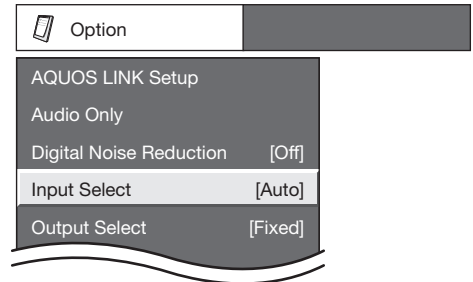 Option
AQUOS LINK Setup
Audio Only
Digital Noise Reduction [Off]
Input Select [Auto]
Output Select [Fixed]